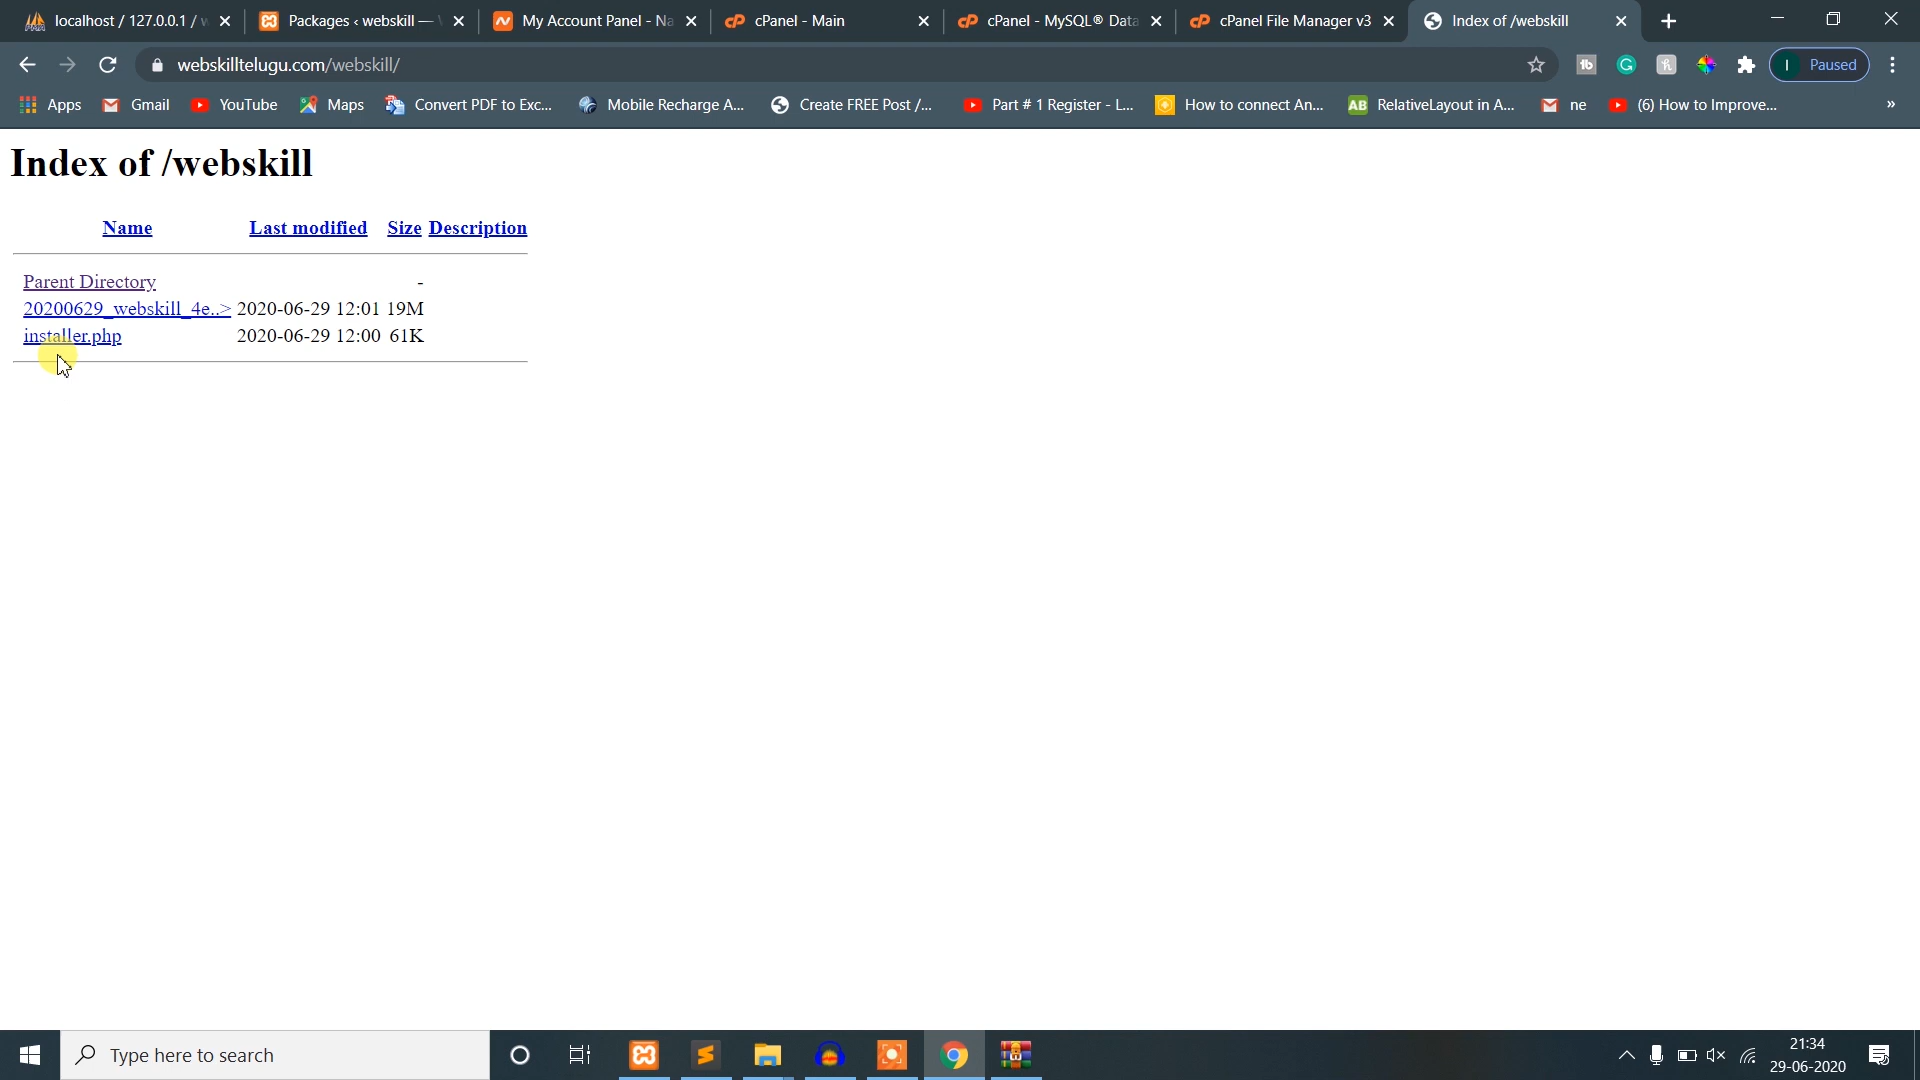 localhost / 127.0.0.1 /
Packages ‹ webskill —
My Account Panel - Na
cPanel - Main
cPanel - MySQL® Data
cPanel File Manager v3
Index of /webskill
webskilltelugu.com/webskill/
Paused
Apps
Gmail
YouTube
Maps
Convert PDF to Exc...
Mobile Recharge A...
Create FREE Post /...
Part # 1 Register - L...
How to connect An...
RelativeLayout in A...
ne
(6) How to Improve...
»
Index of /webskill
Name Last modified Size Description
Parent Directory -
20200629_webskill_4e..> 2020-06-29 12:01 19M
installer.php 2020-06-29 12:00 61K
Type here to search
21:34
29-06-2020